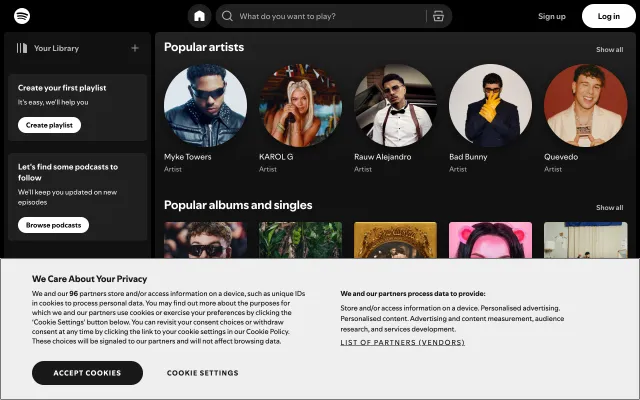 What do you want to play?
Sign up
Log in
Your Library
Create your first playlist
It's easy, we'll help you
Create playlist
Let's find some podcasts to
follow
We'll keep you updated on new
episodes
Browse podcasts
Popular artists
Show all
Myke Towers
KAROL G
Rauw Alejandro
Bad Bunny
Quevedo
Artist
Artist
Artist
Artist
Artist
Popular albums and singles
Show all
We Care About Your Privacy
We and our 96 partners store and/or access information on a device, such as unique IDs
in cookies to process personal data. You may find out more about the purposes for
which we and our partners use cookies or exercise your preferences by clicking the
'Cookie Settings' button below. You can revisit your consent choices or withdraw
consent at any time by clicking the link to your cookie settings in our Cookie Policy.
These choices will be signaled to our partners and will not affect browsing data.
We and our partners process data to provide:
Store and/or access information on a device. Personalised advertising.
Personalised content. Advertising and content measurement, audience
research, and services development.
LIST OF PARTNERS (VENDORS)
ACCEPT COOKIES
COOKIE SETTINGS